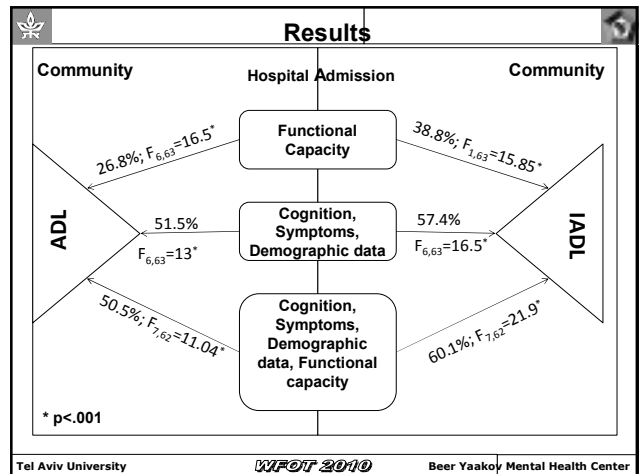 Results
Community
Hospital Admission
Community
Functional
Capacity
26.8%; F6,63=16.5*
38.8%; F1,63=15.85*
ADL
51.5%
F6,63=13*
Cognition,
Symptoms,
Demographic data
57.4%
F6,63=16.5*
IADL
50.5%; F7,62=11.04*
Cognition,
Symptoms,
Demographic
data, Functional
capacity
60.1%; F7,62=21.9*
* p<.001
Tel Aviv University
WFOT 2010
Beer Yaakov Mental Health Center